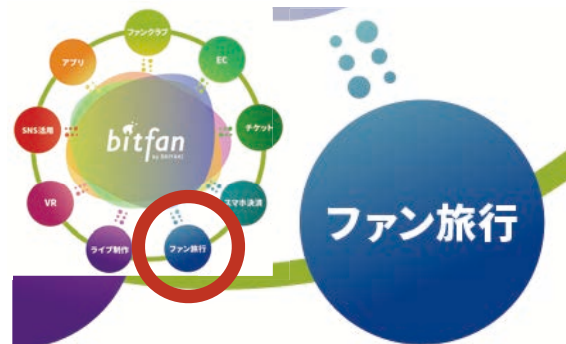 ファンクラブ
アプリ
EC
SNS活用
bitfan
by SKIYAKI
チケット
VR
スマホ決済
ライブ制作
ファン旅行
ファン旅行